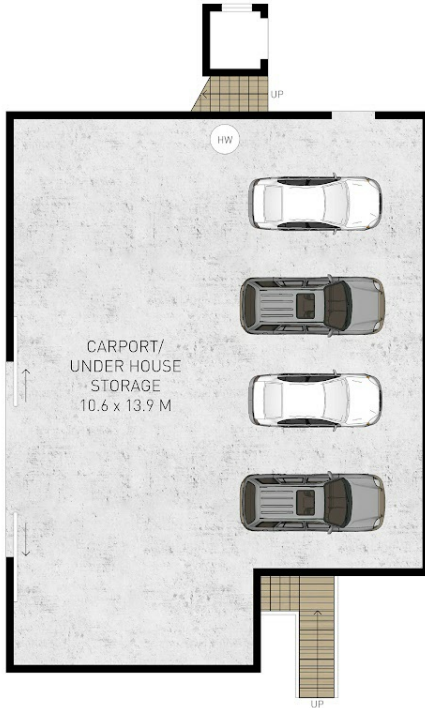 UP
HW
CARPORT/
UNDER HOUSE
STORAGE
10.6 x 13.9 M
UP